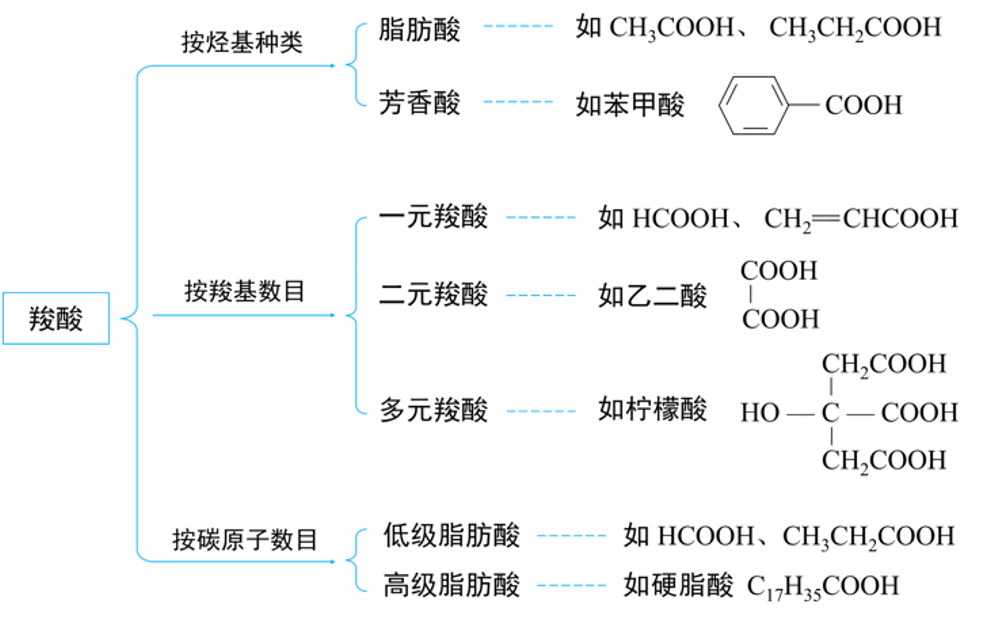 按烃基种类
脂肪酸 如 CH₃COOH、 CH₃CH₂COOH
芳香酸 如苯甲酸 COOH
羧酸
按羧基数目
一元羧酸 如 HCOOH、 CH₂=CHCOOH
二元羧酸 如乙二酸
COOH
COOH
多元羧酸 如柠檬酸
CH₂COOH
HO — C — COOH
CH₂COOH
按碳原子数目
低级脂肪酸 如 HCOOH、CH₃CH₂COOH
高级脂肪酸 如硬脂酸 C₁₇H₃₅COOH